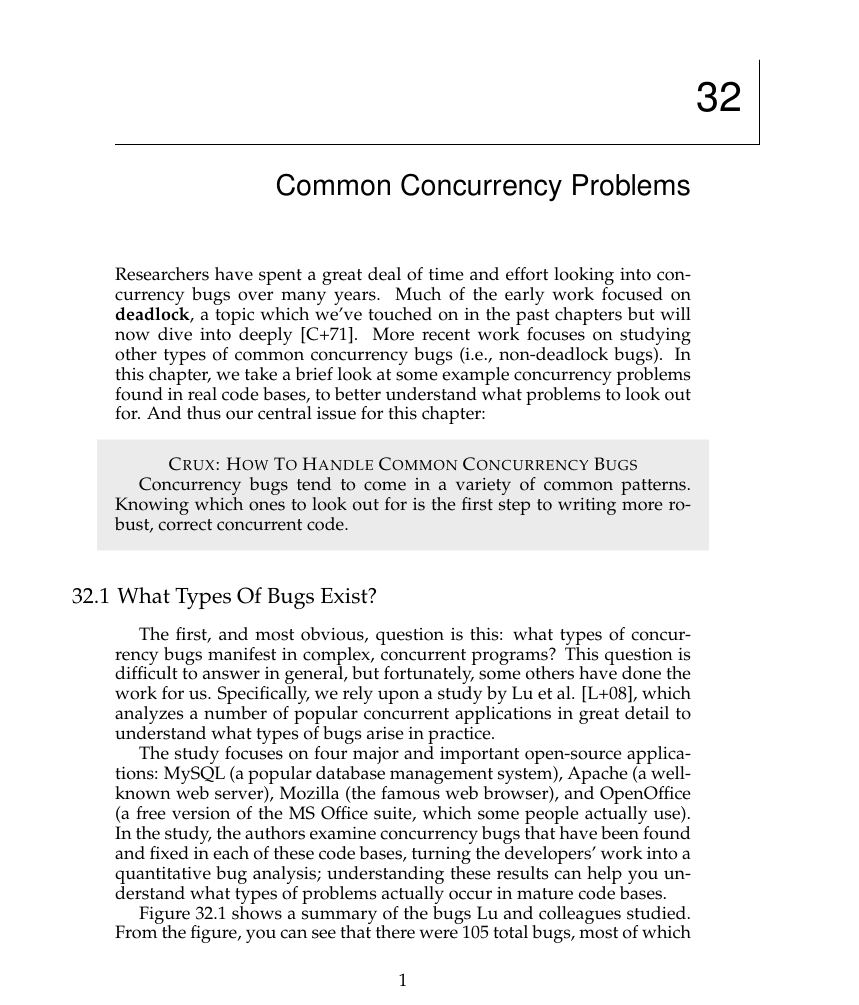 32
Common Concurrency Problems
Researchers have spent a great deal of time and effort looking into con-
currency bugs over many years. Much of the early work focused on
deadlock, a topic which we've touched on in the past chapters but will
now dive into deeply [C+71]. More recent work focuses on studying
other types of common concurrency bugs (i.e., non-deadlock bugs). In
this chapter, we take a brief look at some example concurrency problems
found in real code bases, to better understand what problems to look out
for. And thus our central issue for this chapter:
CRUX: HOW TO HANDLE COMMON CONCURRENCY BUGS
Concurrency bugs tend to come in a variety of common patterns.
Knowing which ones to look out for is the first step to writing more ro-
bust, correct concurrent code.
32.1 What Types Of Bugs Exist?
The first, and most obvious, question is this: what types of concur-
rency bugs manifest in complex, concurrent programs? This question is
difficult to answer in general, but fortunately, some others have done the
work for us. Specifically, we rely upon a study by Lu et al. [L+08], which
analyzes a number of popular concurrent applications in great detail to
understand what types of bugs arise in practice.
The study focuses on four major and important open-source applica-
tions: MySQL (a popular database management system), Apache (a well-
known web server), Mozilla (the famous web browser), and OpenOffice
(a free version of the MS Office suite, which some people actually use).
In the study, the authors examine concurrency bugs that have been found
and fixed in each of these code bases, turning the developers' work into a
quantitative bug analysis; understanding these results can help you un-
derstand what types of problems actually occur in mature code bases.
Figure 32.1 shows a summary of the bugs Lu and colleagues studied.
From the figure, you can see that there were 105 total bugs, most of which
1